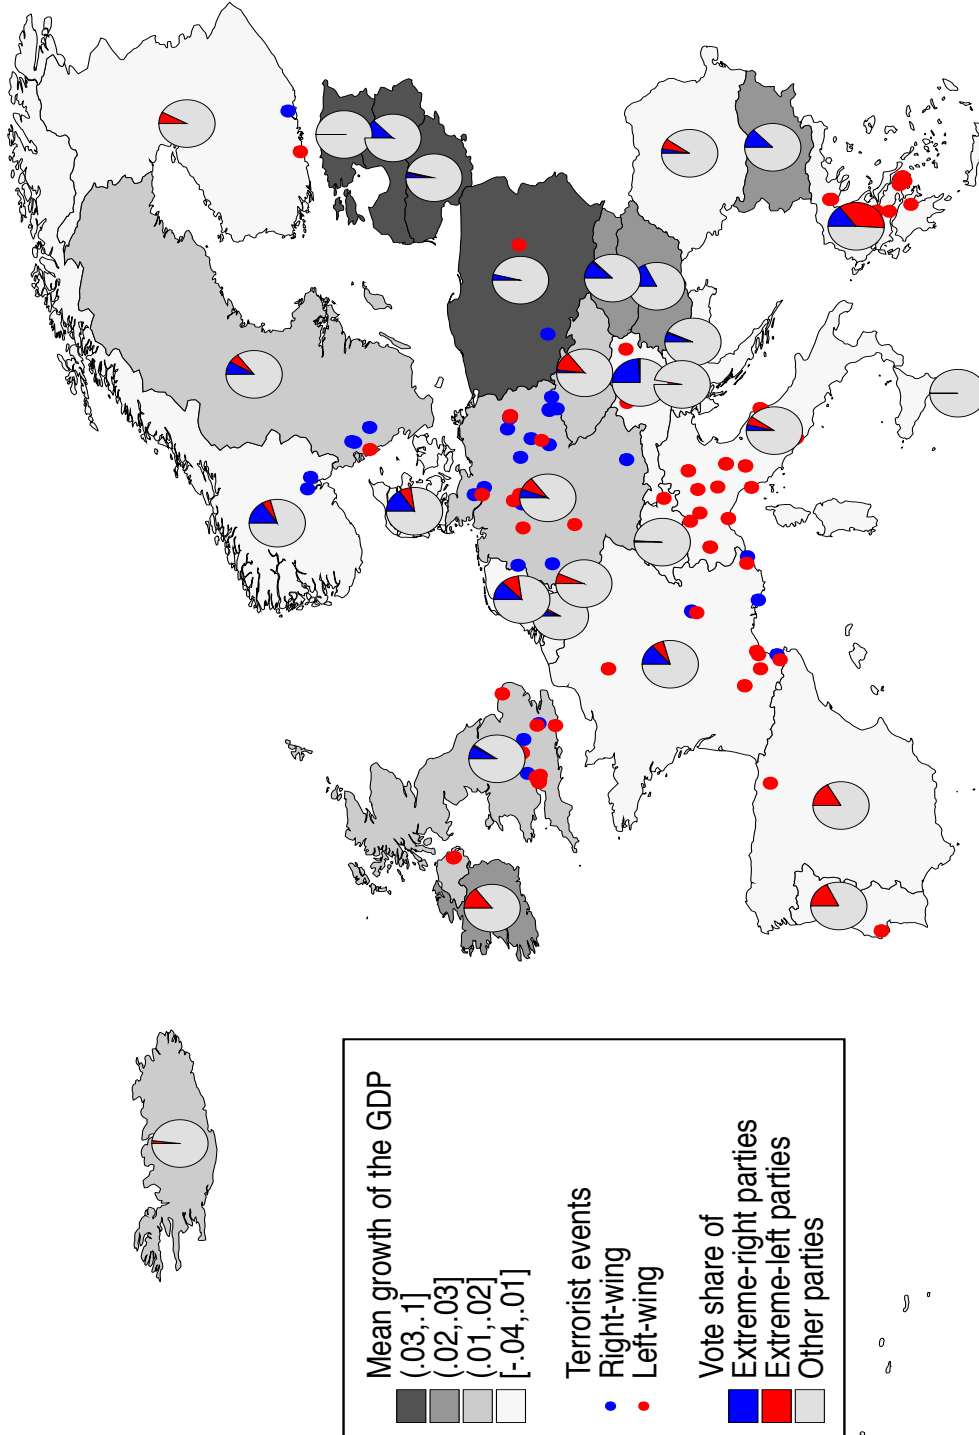 Mean growth of the GDP
(.03,.1]
(.02,.03]
(.01,.02]
[-.04,.01]
Terrorist events
Right-wing
Left-wing
Vote share of
Extreme-right parties
Extreme-left parties
Other parties